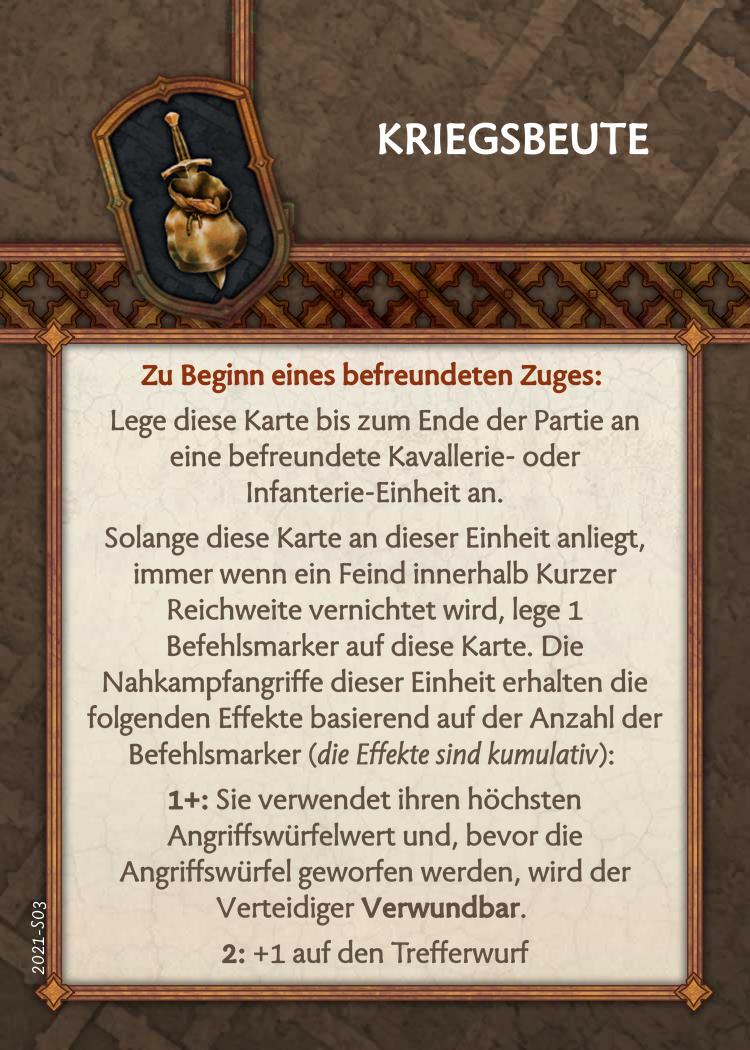 KRIEGSBEUTE
Zu Beginn eines befreundeten Zuges:
Lege diese Karte bis zum Ende der Partie an
eine befreundete Kavallerie- oder
Infanterie-Einheit an.
Solange diese Karte an dieser Einheit anliegt,
immer wenn ein Feind innerhalb Kurzer
Reichweite vernichtet wird, lege 1
Befehlsmarker auf diese Karte. Die
Nahkampfangriffe dieser Einheit erhalten die
folgenden Effekte basierend auf der Anzahl der
Befehlsmarker (die Effekte sind kumulativ):
1+: Sie verwendet ihren höchsten
Angriffswürfelwert und, bevor die
Angriffswürfel geworfen werden, wird der
Verteidiger Verwundbar.
2: +1 auf den Trefferwurf
2021-S03